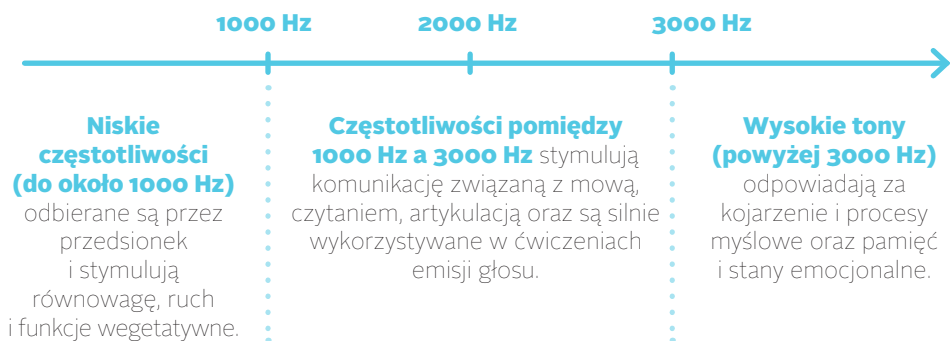 1000 Hz
2000 Hz
3000 Hz
Niskie
częstotliwości
(do około 1000 Hz)
odbierane są przez
przedsionek
i stymulują
równowagę, ruch
i funkcje wegetatywne.
Częstotliwości pomiędzy
1000 Hz a 3000 Hz stymulują
komunikację związaną z mową,
czytaniem, artykulacją oraz są silnie
wykorzystywane w ćwiczeniach
emisji głosu.
Wysokie tony
(powyżej 3000 Hz)
odpowiadają za
kojarzenie i procesy
myślowe oraz pamięć
i stany emocjonalne.